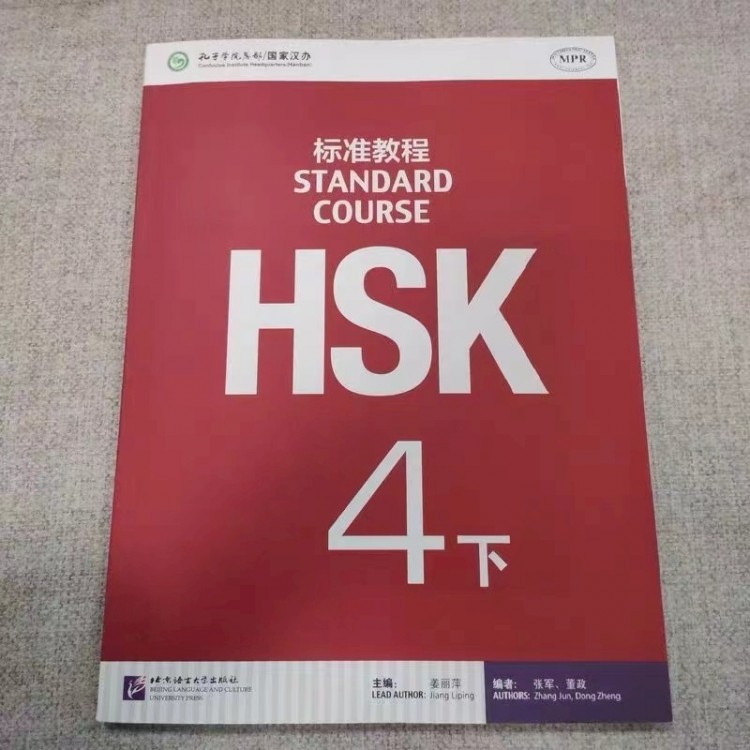 孔子学院总部/国家汉办
Confucius Institute Headquarters(Hanban)
MPR
标准教程
STANDARD
COURSE
HSK
4下
北京语言大学出版社
BEIJING LANGUAGE AND CULTURE
UNIVERSITY PRESS
主编: 姜丽萍
LEAD AUTHOR: Jiang Liping
编者: 张军、董政
AUTHORS: Zhang Jun, Dong Zheng